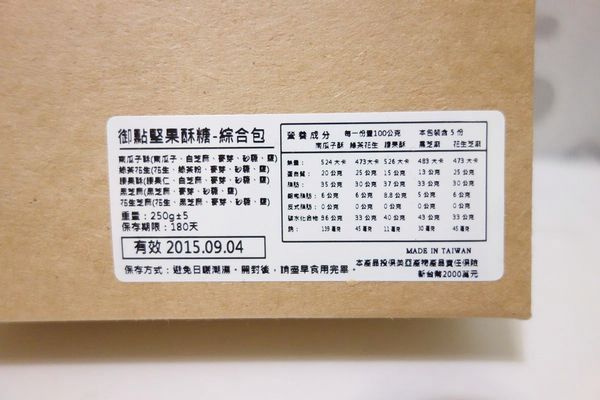 御點堅果酥糖-綜合包
南瓜子酥(南瓜子、白芝麻、麥芽、砂糖、鹽)
綠茶花生(花生、綠茶粉、麥芽、砂糖、鹽)
榛果酥(榛果仁、白芝麻、麥芽、砂糖、鹽)
黑芝麻(黑芝麻、麥芽、砂糖、鹽)
花生芝麻(花生、黑芝麻、麥芽、砂糖、鹽)
重量：250g±5
保存期限：180天
有效 2015.09.04
保存方式：避免日曬潮濕。開封後，請盡早食用完畢。
營養成分 每一份量100公克 本包裝含 5 份
南瓜子酥 綠茶花生 榛果酥 黑芝麻 花生芝麻
熱量： 524 大卡 473 大卡 526 大卡 483 大卡 473 大卡
蛋白質： 20 公克 25 公克 15 公克 13 公克 25 公克
脂肪： 35 公克 30 公克 37 公克 33 公克 30 公克
飽和脂肪： 6 公克 6 公克 8.8 公克 5 公克 6 公克
反式脂肪： 0 公克 0 公克 0 公克 0 公克 0 公克
碳水化合物 36 公克 33 公克 40 公克 43 公克 33 公克
鈉： 139 毫克 45 毫克 11 毫克 30 毫克 45 毫克
MADE IN TAIWAN
本產品投保美亞產物產品責任保險
新台幣2000萬元